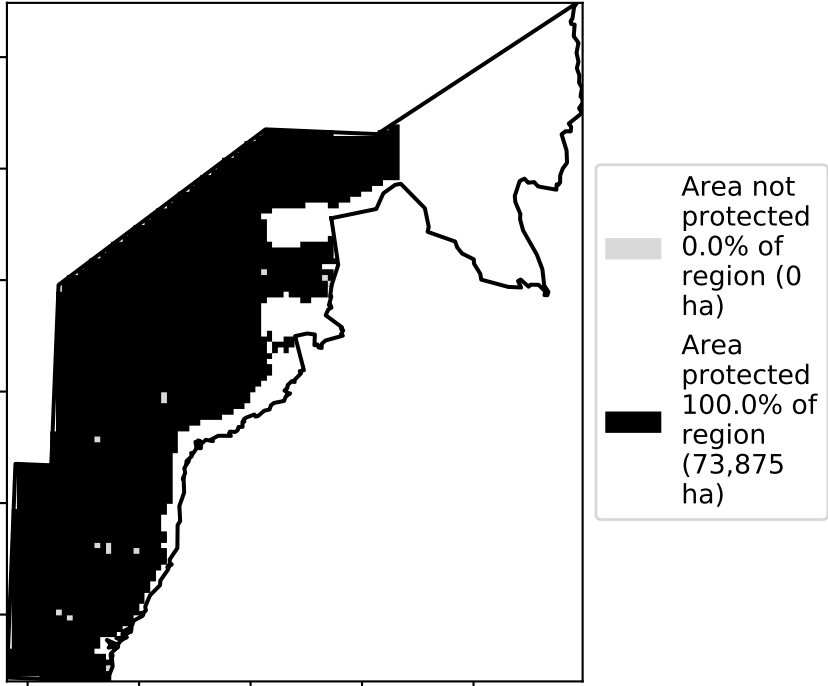 Area not
protected
0.0% of
region (0
ha)
Area
protected
100.0% of
region
(73,875
ha)